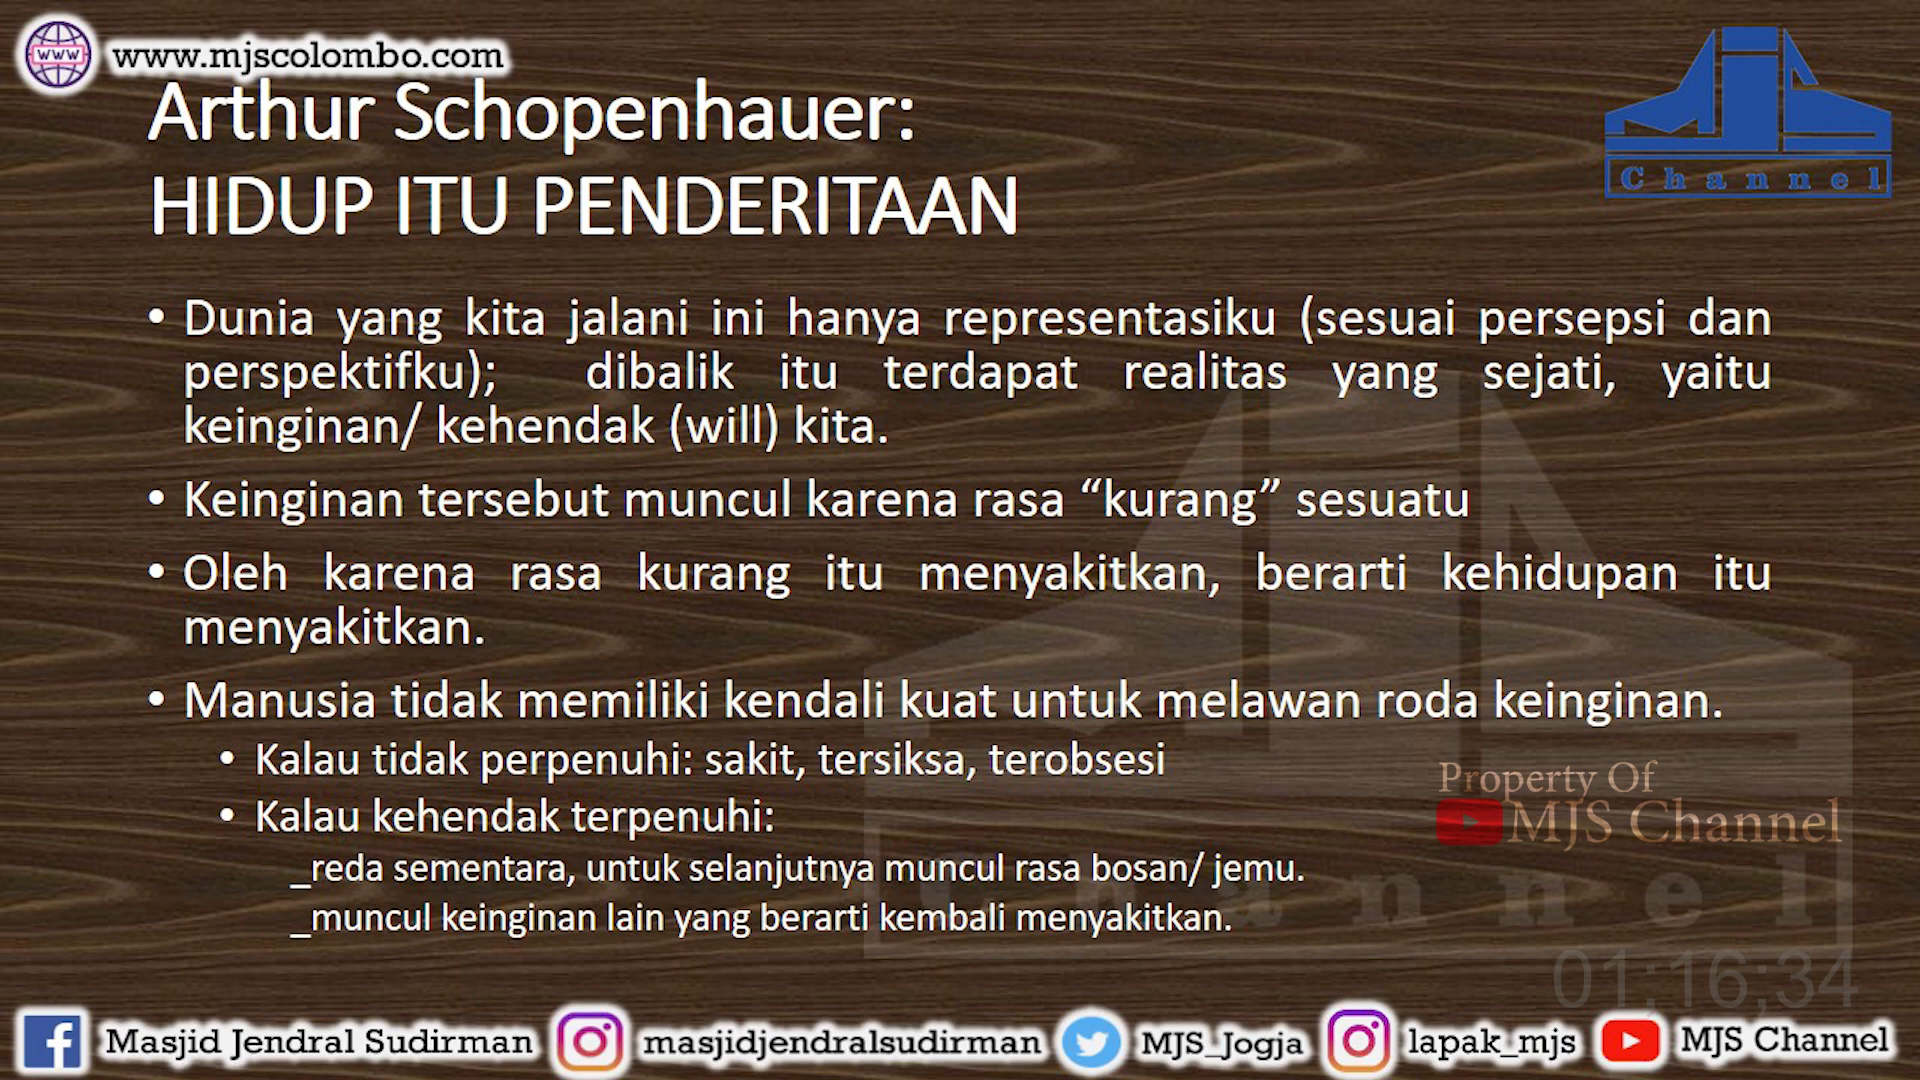 www.mjscolombo.com
Arthur Schopenhauer:
HIDUP ITU PENDERITAAN
Channel
• Dunia yang kita jalani ini hanya representasiku (sesuai persepsi dan
perspektifku); dibalik itu terdapat realitas yang sejati, yaitu
keinginan/ kehendak (will) kita.
• Keinginan tersebut muncul karena rasa “kurang” sesuatu
• Oleh karena rasa kurang itu menyakitkan, berarti kehidupan itu
menyakitkan.
• Manusia tidak memiliki kendali kuat untuk melawan roda keinginan.
• Kalau tidak perpenuhi: sakit, tersiksa, terobsesi
• Kalau kehendak terpenuhi:
_reda sementara, untuk selanjutnya muncul rasa bosan/ jemu.
_muncul keinginan lain yang berarti kembali menyakitkan.
Property Of
MJS Channel
Channel
01;16;34
Masjid Jendral Sudirman masjidjendralsudirman MJS_Jogja lapak_mjs MJS Channel